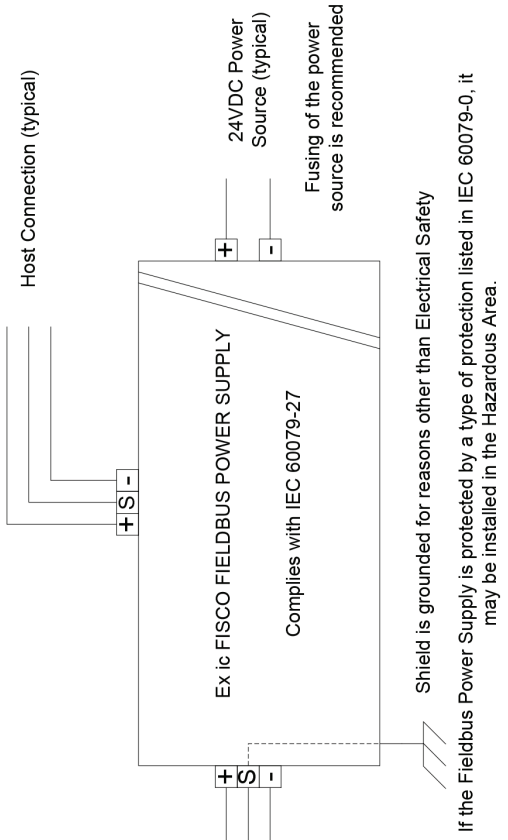 Host Connection (typical)
+ S -
Ex ic FISCO FIELDBUS POWER SUPPLY
Complies with IEC 60079-27
+
S
-
+
-
24VDC Power
Source (typical)
Fusing of the power
source is recommended
Shield is grounded for reasons other than Electrical Safety
If the Fieldbus Power Supply is protected by a type of protection listed in IEC 60079-0, it
may be installed in the Hazardous Area.